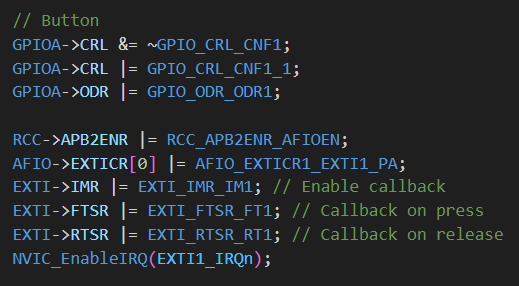 // Button
GPIOA->CRL &= ~GPIO_CRL_CNF1;
GPIOA->CRL |= GPIO_CRL_CNF1_1;
GPIOA->ODR |= GPIO_ODR_ODR1;
RCC->APB2ENR |= RCC_APB2ENR_AFIOEN;
AFIO->EXTICR[0] |= AFIO_EXTICR1_EXTI1_PA;
EXTI->IMR |= EXTI_IMR_IM1; // Enable callback
EXTI->FTSR |= EXTI_FTSR_FT1; // Callback on press
EXTI->RTSR |= EXTI_RTSR_RT1; // Callback on release
NVIC_EnableIRQ(EXTI1_IRQn);